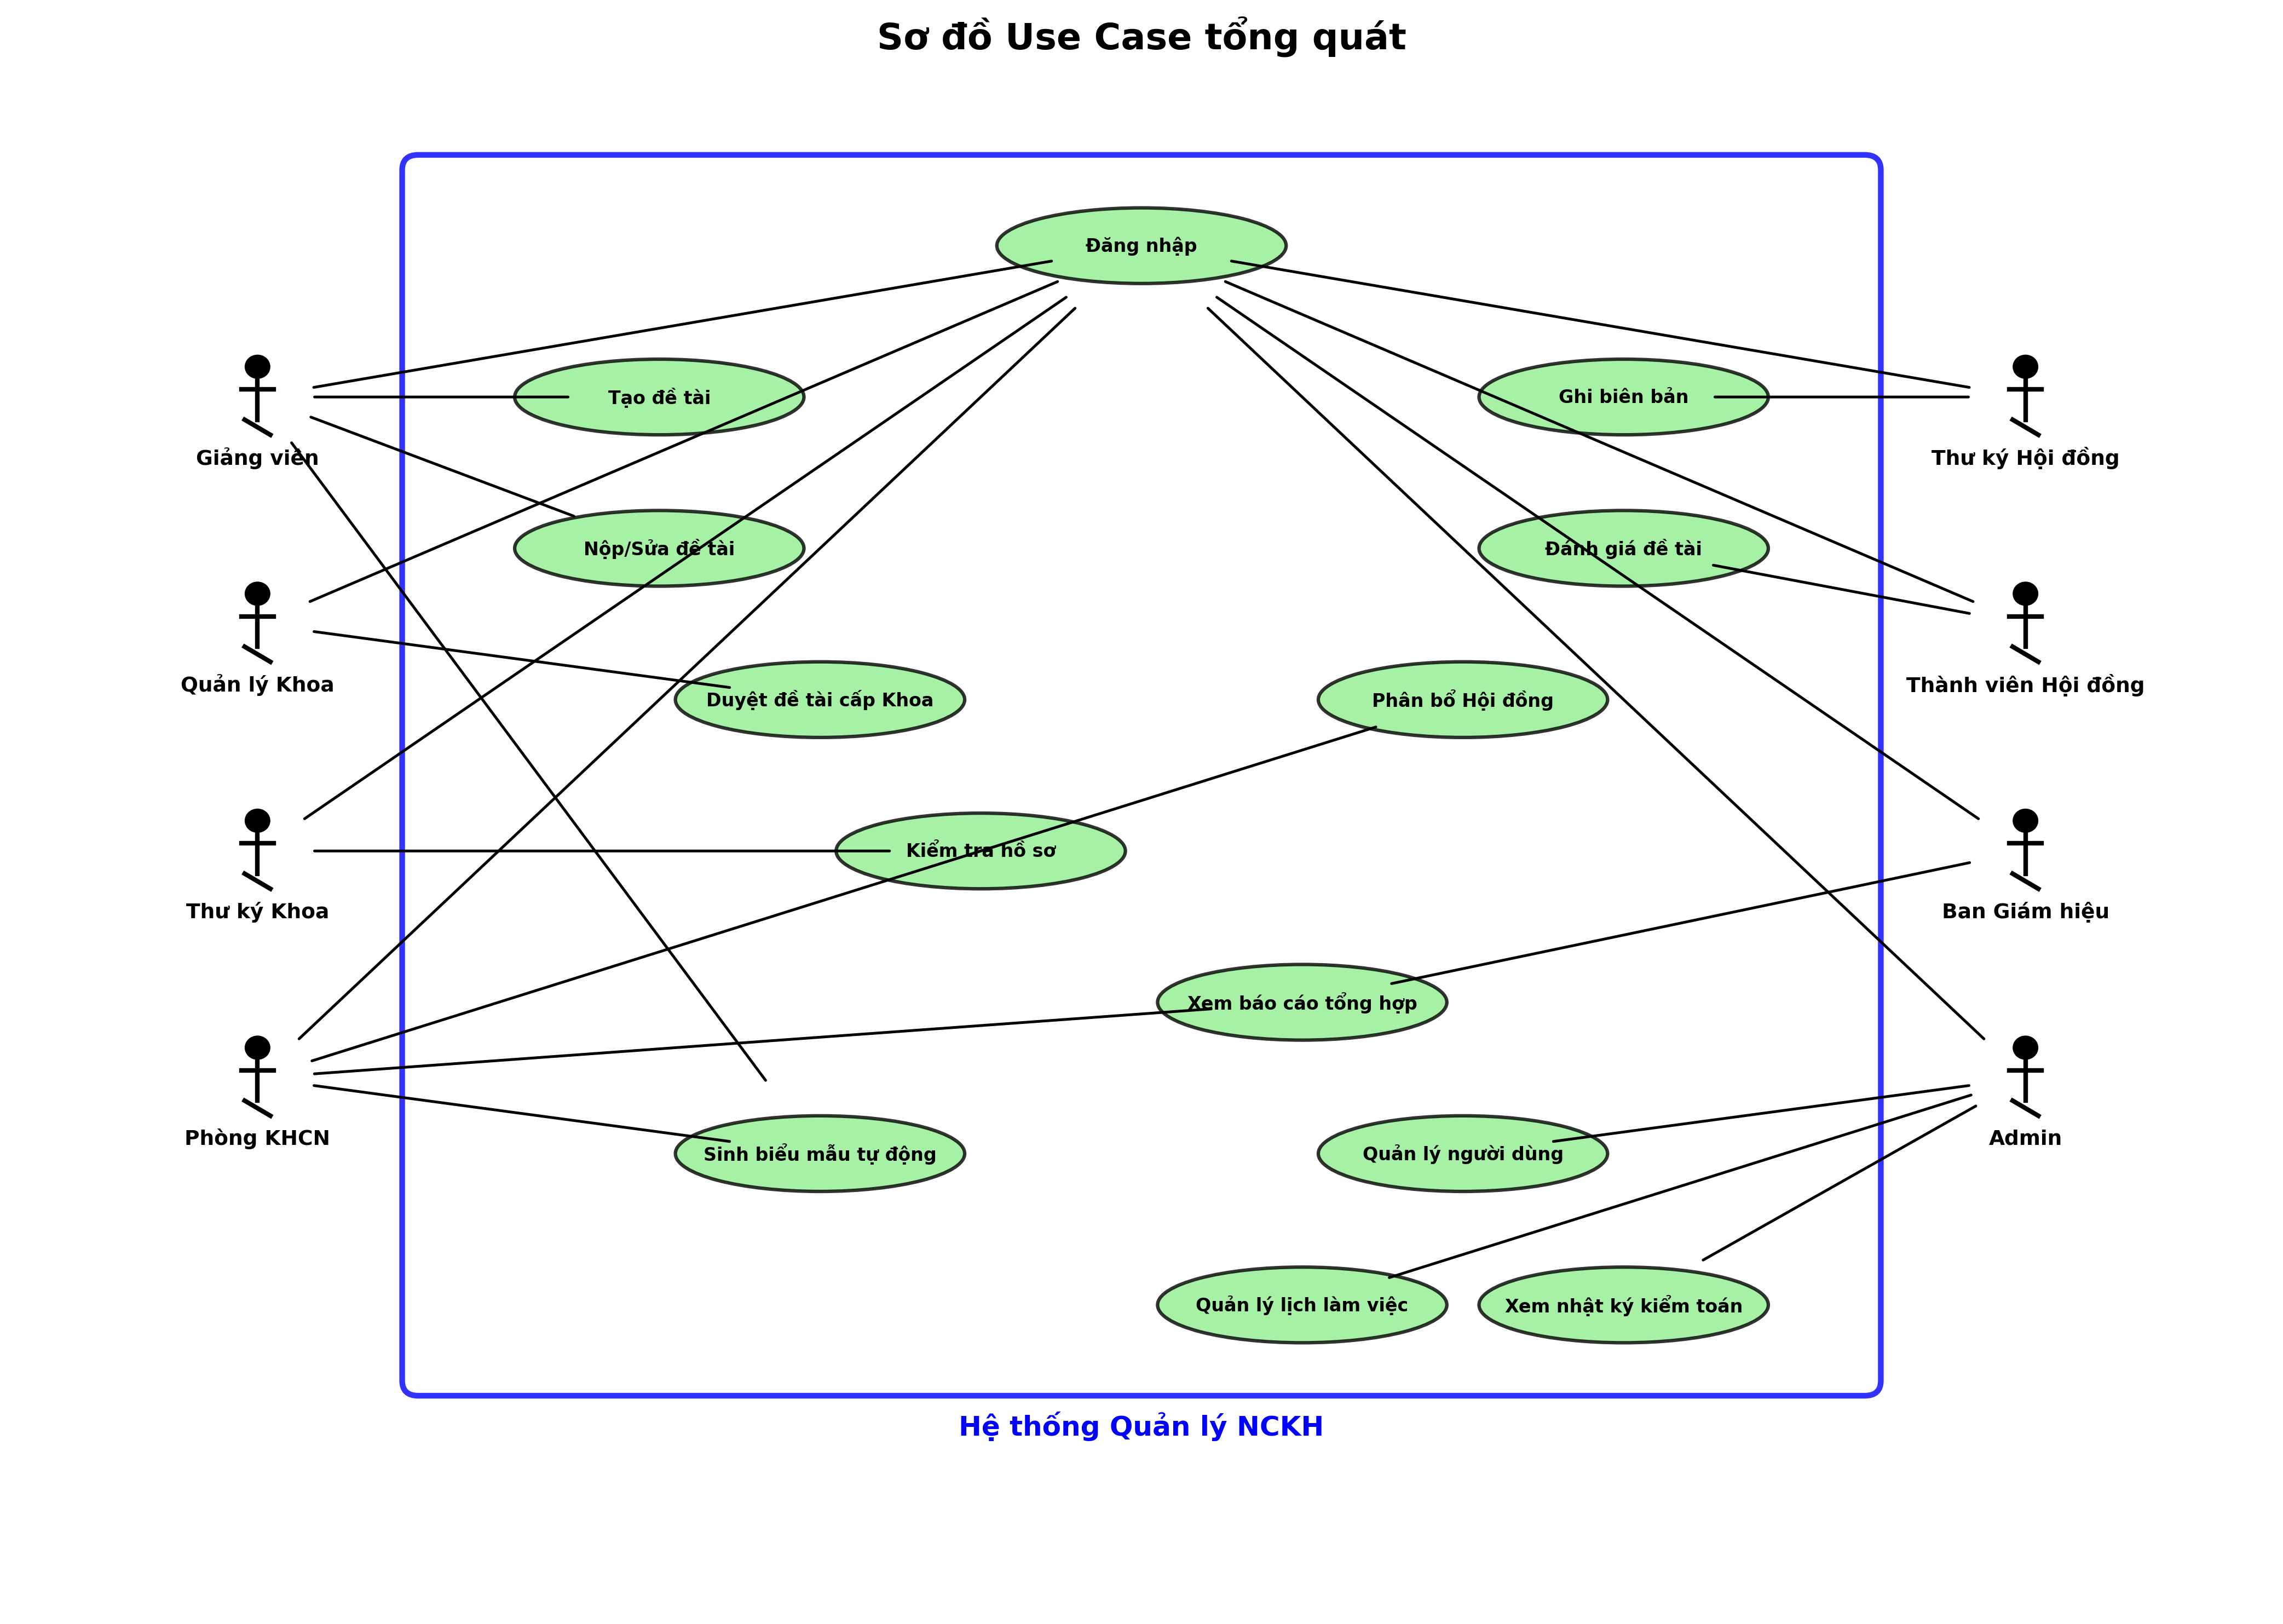 Sơ đồ Use Case tổng quát
Đăng nhập
Tạo đề tài
Ghi biên bản
Giảng viên
Thư ký Hội đồng
Nộp/Sửa đề tài
Đánh giá đề tài
Quản lý Khoa
Thành viên Hội đồng
Duyệt đề tài cấp Khoa
Phân bổ Hội đồng
Kiểm tra hồ sơ
Thư ký Khoa
Ban Giám hiệu
Xem báo cáo tổng hợp
Phòng KHCN
Admin
Sinh biểu mẫu tự động
Quản lý người dùng
Quản lý lịch làm việc
Xem nhật ký kiểm toán
Hệ thống Quản lý NCKH